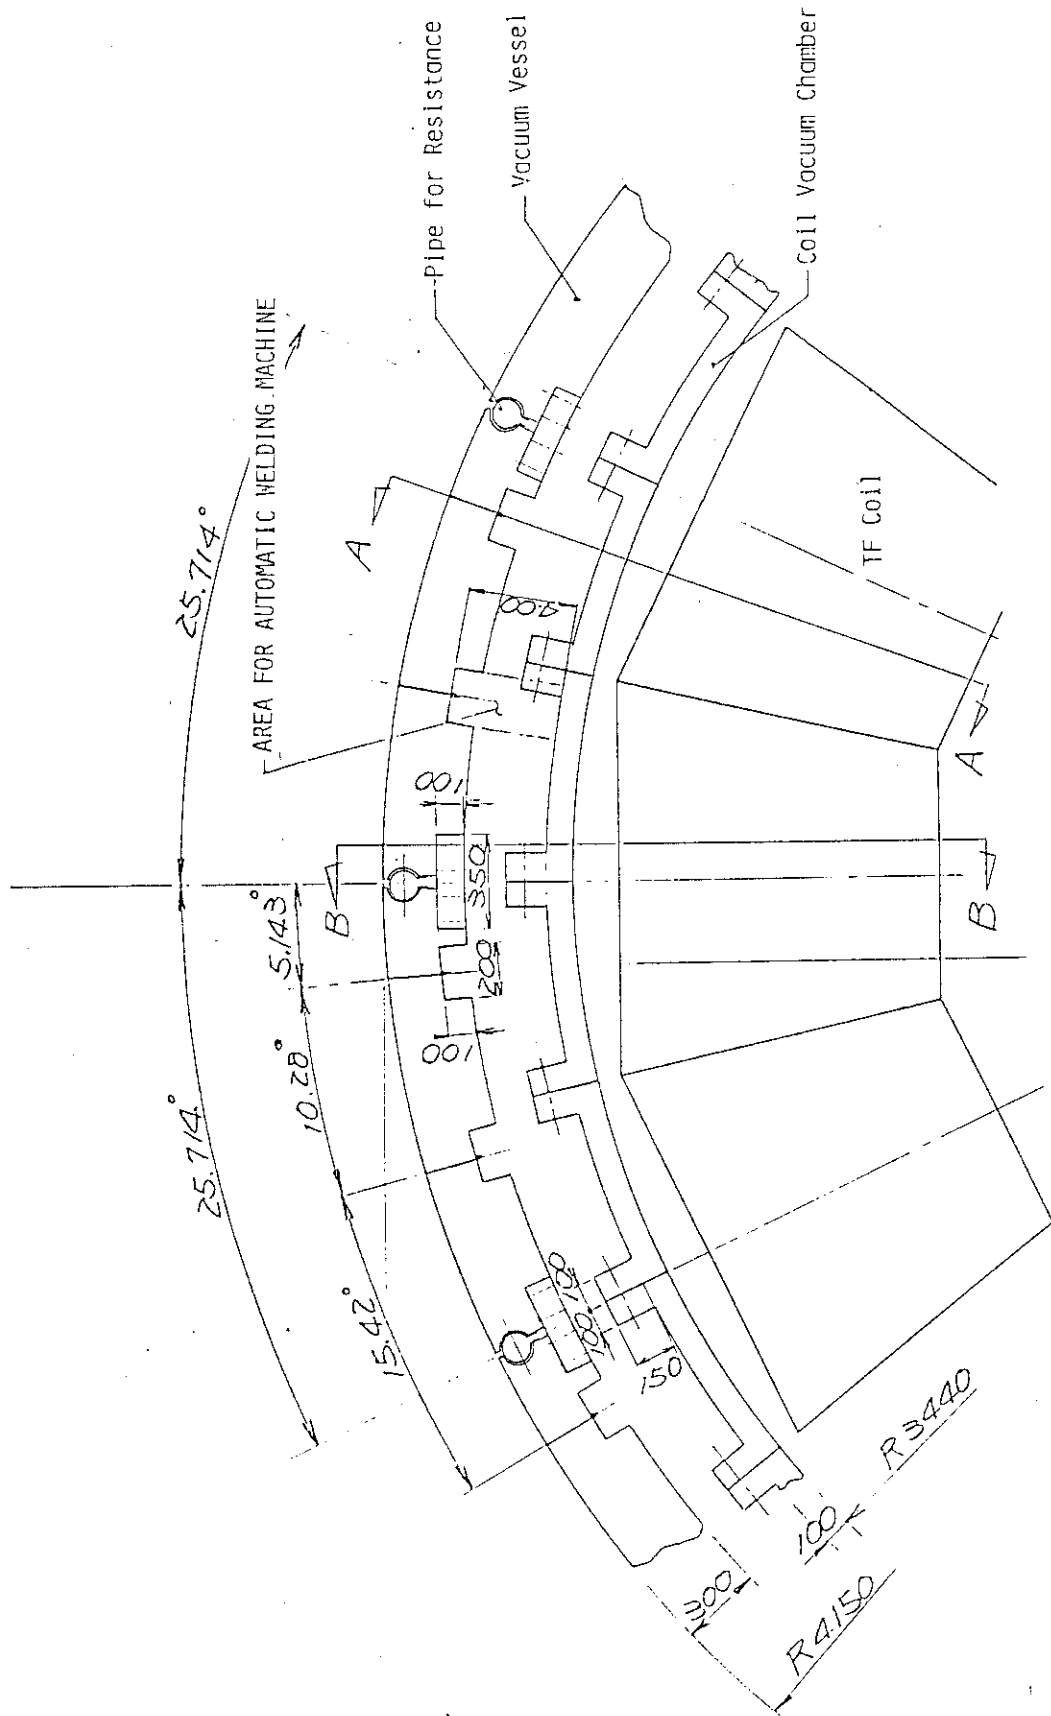 Pipe for Resistance
Vacuum Vessel
Coil Vacuum Chamber
AREA FOR AUTOMATIC WELDING MACHINE
25.714°
25.714°
5.143°
10.28°
15.42°
A
A
B
B
TF Coil
400
100
350
200
100
100
100
150
300
100
R3440
R4150